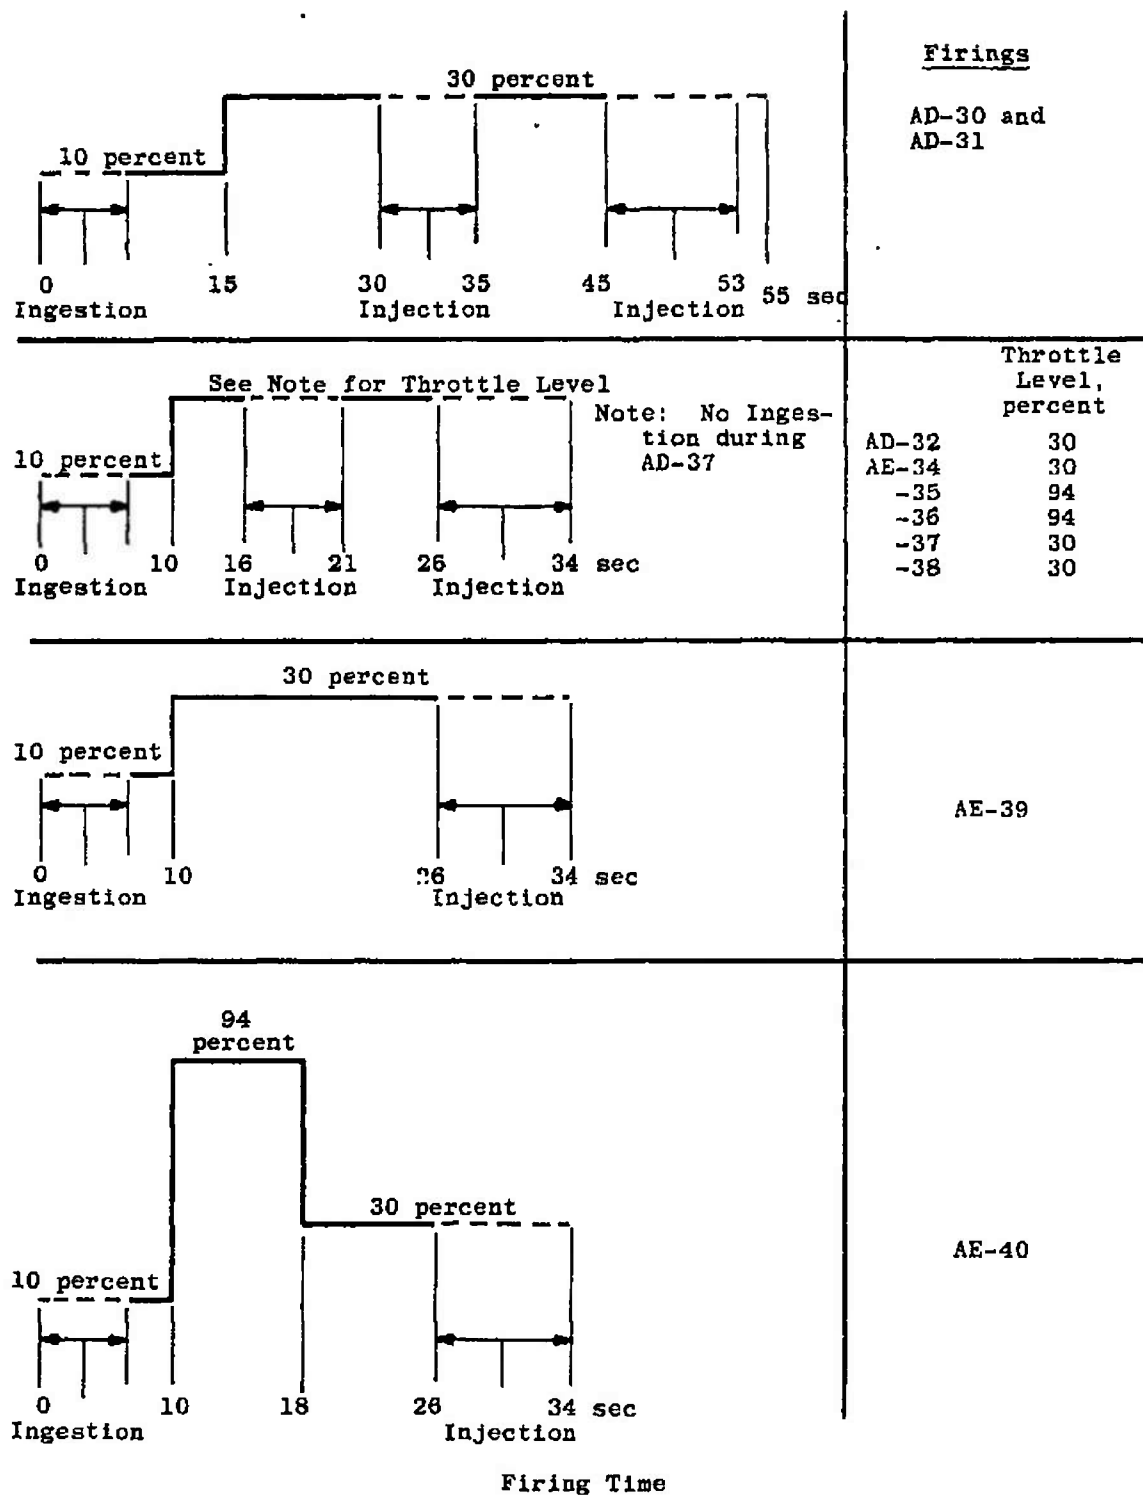 Firings
30 percent
AD-30 and
AD-31
10 percent
0 15 30 35 45 53 55 sec
Ingestion Injection Injection
Throttle
Level,
percent
See Note for Throttle Level
Note: No Inges-
tion during
AD-37
10 percent
AD-32 30
AE-34 30
-35 94
-36 94
-37 30
-38 30
0 10 16 21 26 34 sec
Ingestion Injection Injection
30 percent
10 percent
AE-39
0 10 26 34 sec
Ingestion Injection
94
percent
30 percent
AE-40
10 percent
0 10 18 26 34 sec
Ingestion Injection
Firing Time